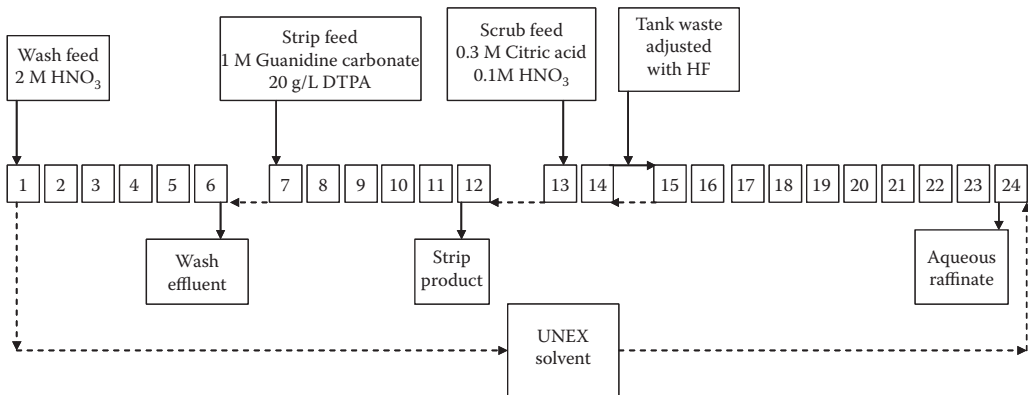 Wash feed
2 M HNO₃
Strip feed
1 M Guanidine carbonate
20 g/L DTPA
Scrub feed
0.3 M Citric acid
0.1M HNO₃
Tank waste
adjusted
with HF
1 2 3 4 5 6 7 8 9 10 11 12 13 14 15 16 17 18 19 20 21 22 23 24
Wash
effluent
Strip
product
Aqueous
raffinate
UNEX
solvent